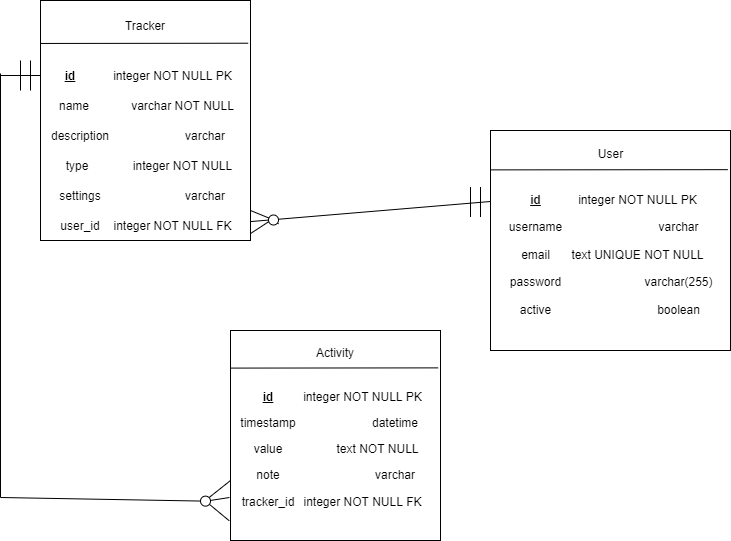 Tracker
id integer NOT NULL PK
name varchar NOT NULL
description varchar
type integer NOT NULL
settings varchar
user_id integer NOT NULL FK
User
id integer NOT NULL PK
username varchar
email text UNIQUE NOT NULL
password varchar(255)
active boolean
Activity
id integer NOT NULL PK
timestamp datetime
value text NOT NULL
note varchar
tracker_id integer NOT NULL FK